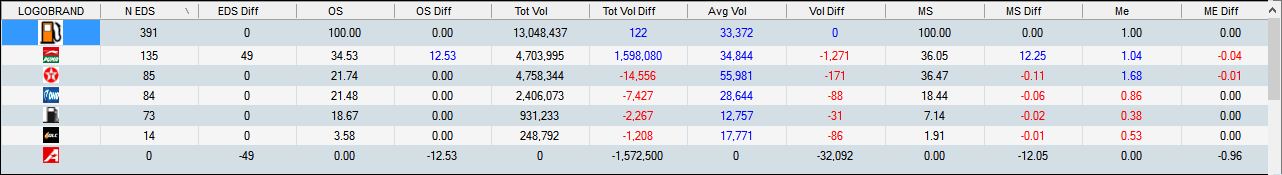 LOGOBRAND N EDS \ EDS Diff OS OS Diff Tot Vol Tot Vol Diff Avg Vol Vol Diff MS MS Diff Me ME Diff
391 0 100.00 0.00 13,048,437 122 33,372 0 100.00 0.00 1.00 0.00
135 49 34.53 12.53 4,703,995 1,598,080 34,844 -1,271 36.05 12.25 1.04 -0.04
85 0 21.74 0.00 4,758,344 -14,556 55,981 -171 36.47 -0.11 1.68 -0.01
84 0 21.48 0.00 2,406,073 -7,427 28,644 -88 18.44 -0.06 0.86 0.00
73 0 18.67 0.00 931,233 -2,267 12,757 -31 7.14 -0.02 0.38 0.00
14 0 3.58 0.00 248,792 -1,208 17,771 -86 1.91 -0.01 0.53 0.00
0 -49 0.00 -12.53 0 -1,572,500 0 -32,092 0.00 -12.05 0.00 -0.96